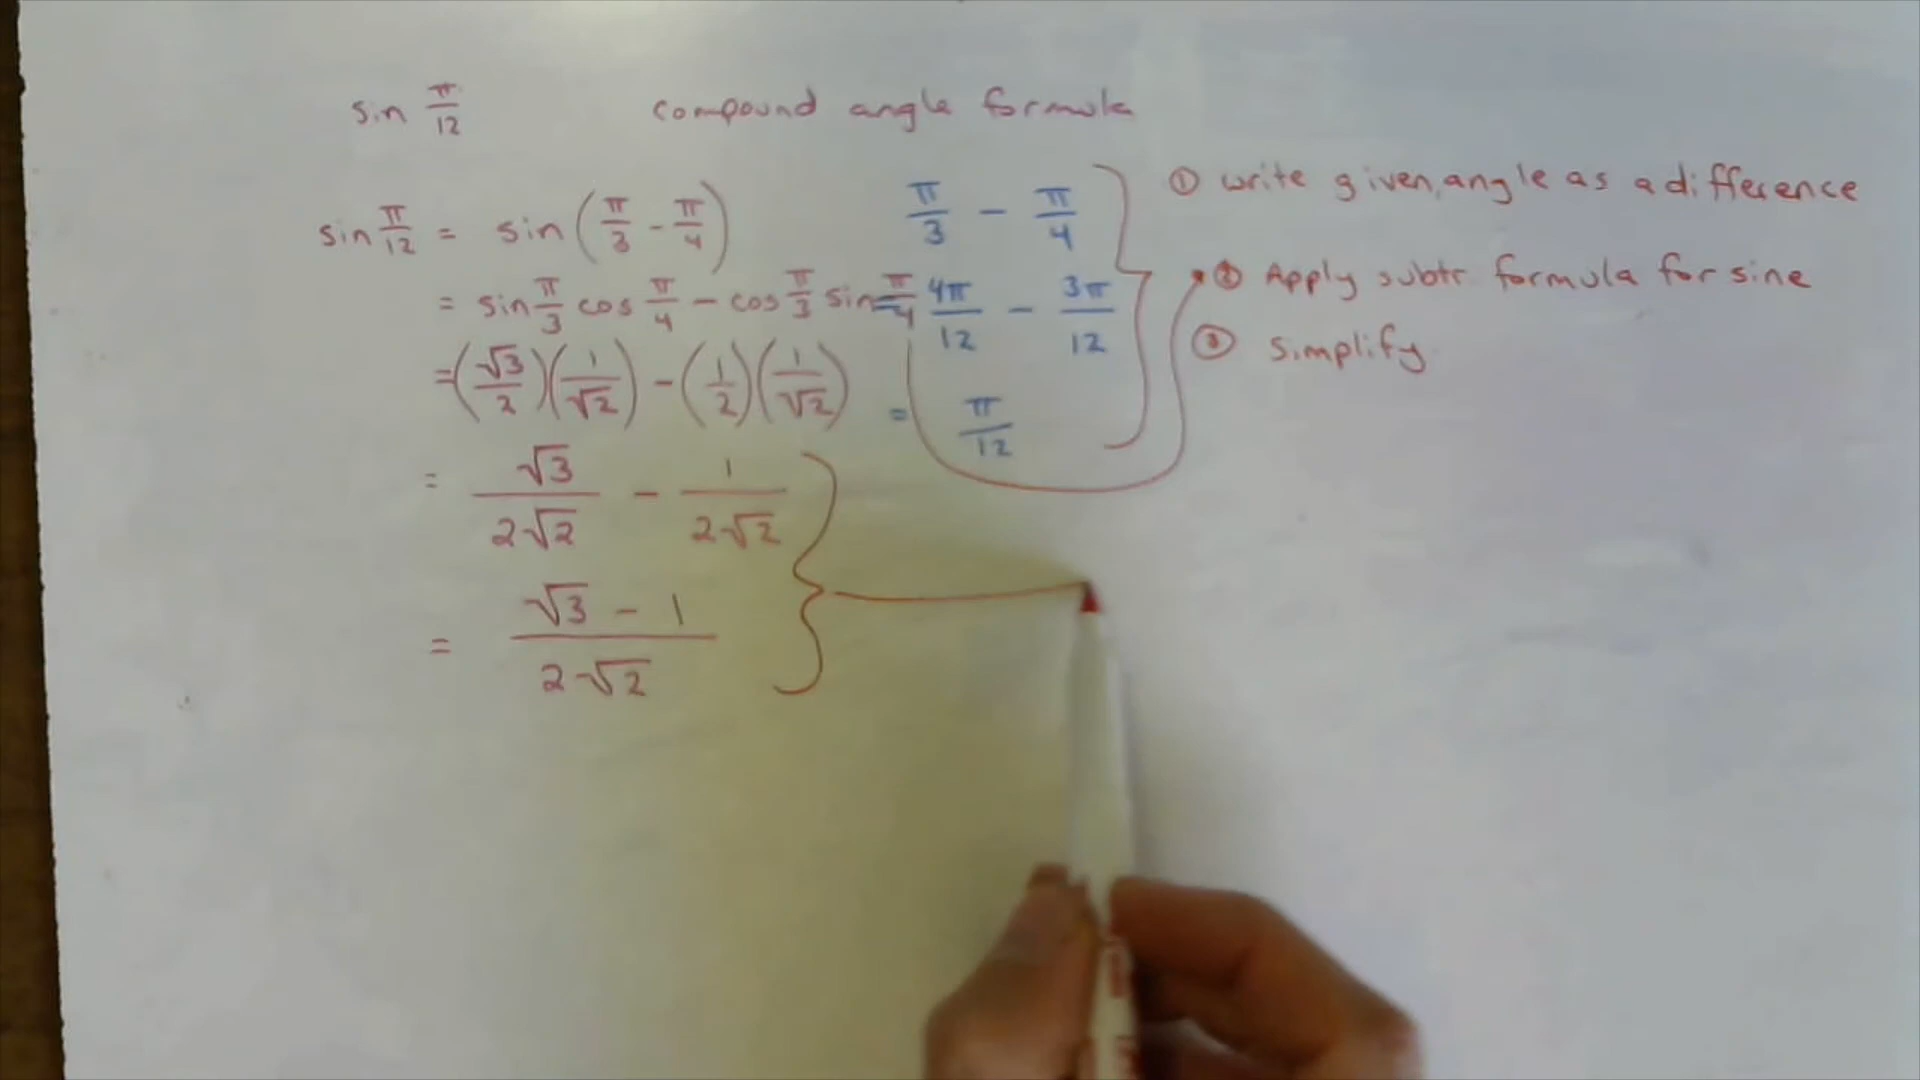 sin π/12
compound angle formula
sin π/12 = sin(π/3 - π/4)
= sin π/3 cos π/4 - cos π/3 sin π/4
= (√3/2)(1/√2) - (1/2)(1/√2)
= √3/2√2 - 1/2√2
= √3 - 1/2√2
π/3 - π/4
= 4π/12 - 3π/12
= π/12
① write given angle as a difference
② Apply subtr formula for sine
③ simplify